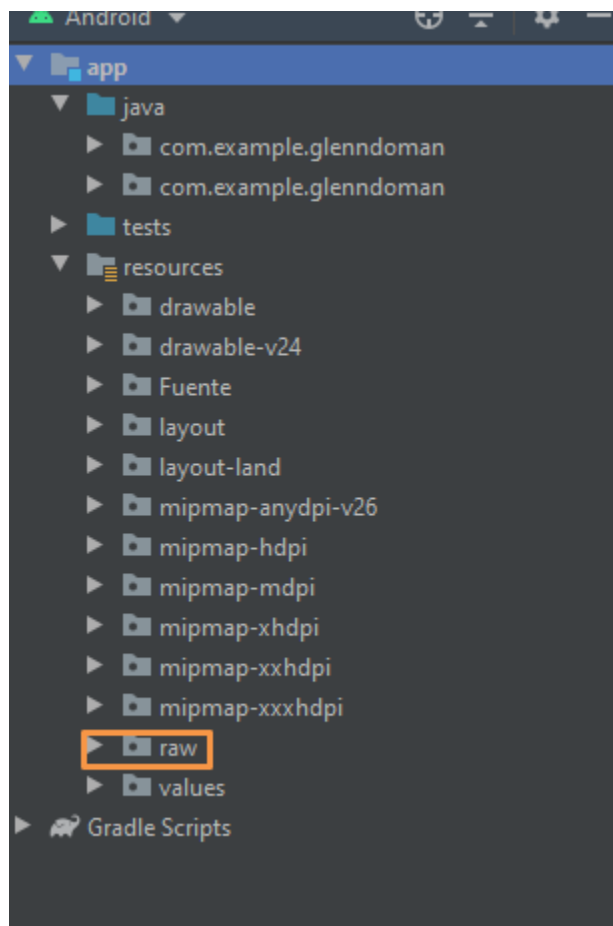 Android
app
java
com.example.glenndoman
com.example.glenndoman
tests
resources
drawable
drawable-v24
Fuente
layout
layout-land
mipmap-anydpi-v26
mipmap-hdpi
mipmap-mdpi
mipmap-xhdpi
mipmap-xxhdpi
mipmap-xxxhdpi
raw
values
Gradle Scripts